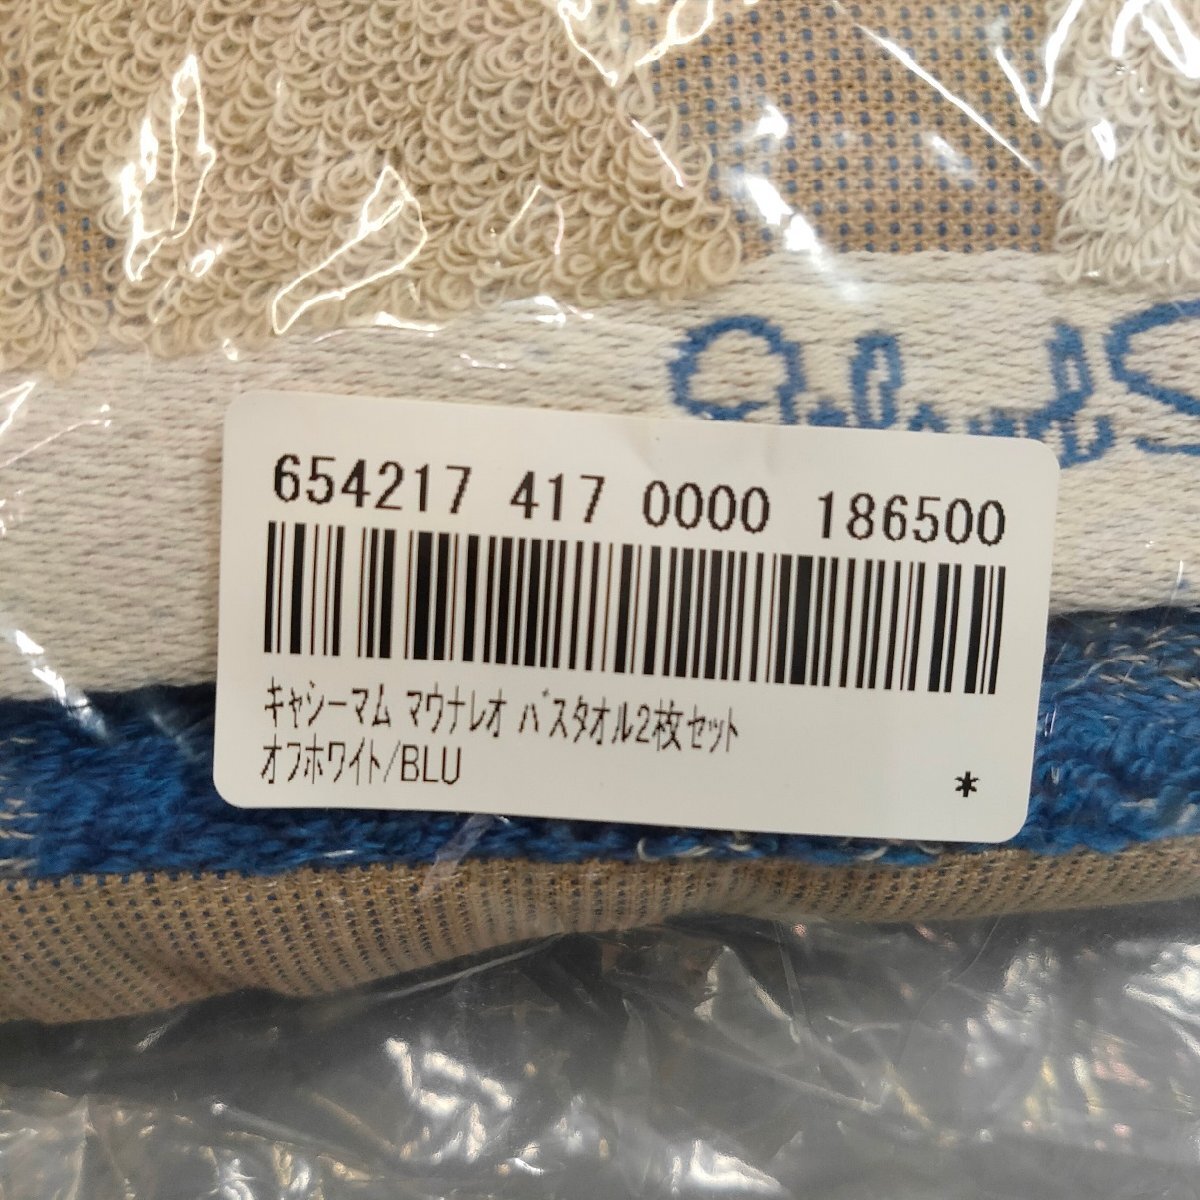 654217 417 0000 186500
キャシーマム マウナレオ バスタオル2枚セット
オフホワイト/BLU
*